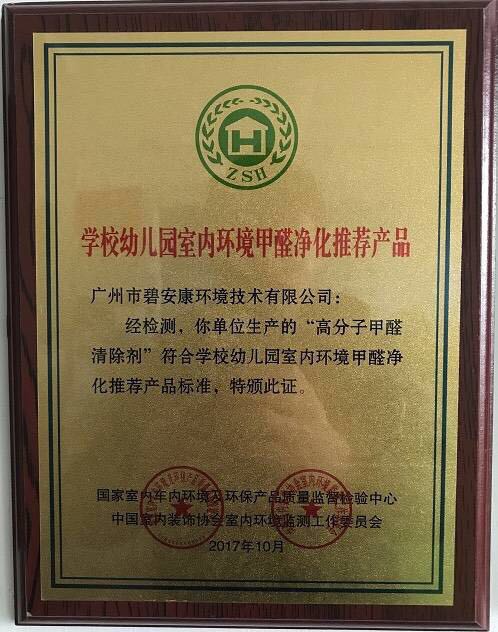 ZSH
学校幼儿园室内环境甲醛净化推荐产品
广州市碧安康环境技术有限公司：
经检测，你单位生产的“高分子甲醛
清除剂”符合学校幼儿园室内环境甲醛净
化推荐产品标准，特颁此证。
国家室内车内环境及环保产品质量监督检验中心
中国室内装饰协会室内环境监测工作委员会
2017年10月